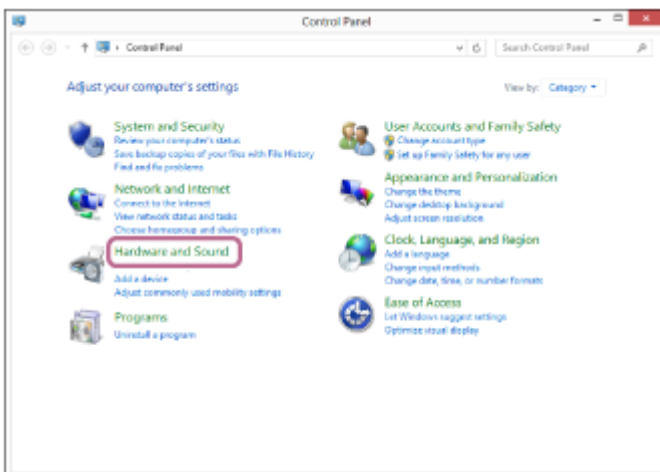 Control Panel
Control Panel
Search Control Panel
Adjust your computer's settings
View by: Category
System and Security
Review your computer's status
Save backup copies of your files with File History
Find and fix problems
Network and Internet
Connect to the Internet
View network status and tasks
Choose homegroup and sharing options
Hardware and Sound
Add a device
Adjust commonly used mobility settings
Programs
Uninstall a program
User Accounts and Family Safety
Change account type
Set up Family Safety for any user
Appearance and Personalization
Change the theme
Change desktop background
Adjust screen resolution
Clock, Language, and Region
Add a language
Change input methods
Change date, time, or number formats
Ease of Access
Let Windows suggest settings
Optimize visual display